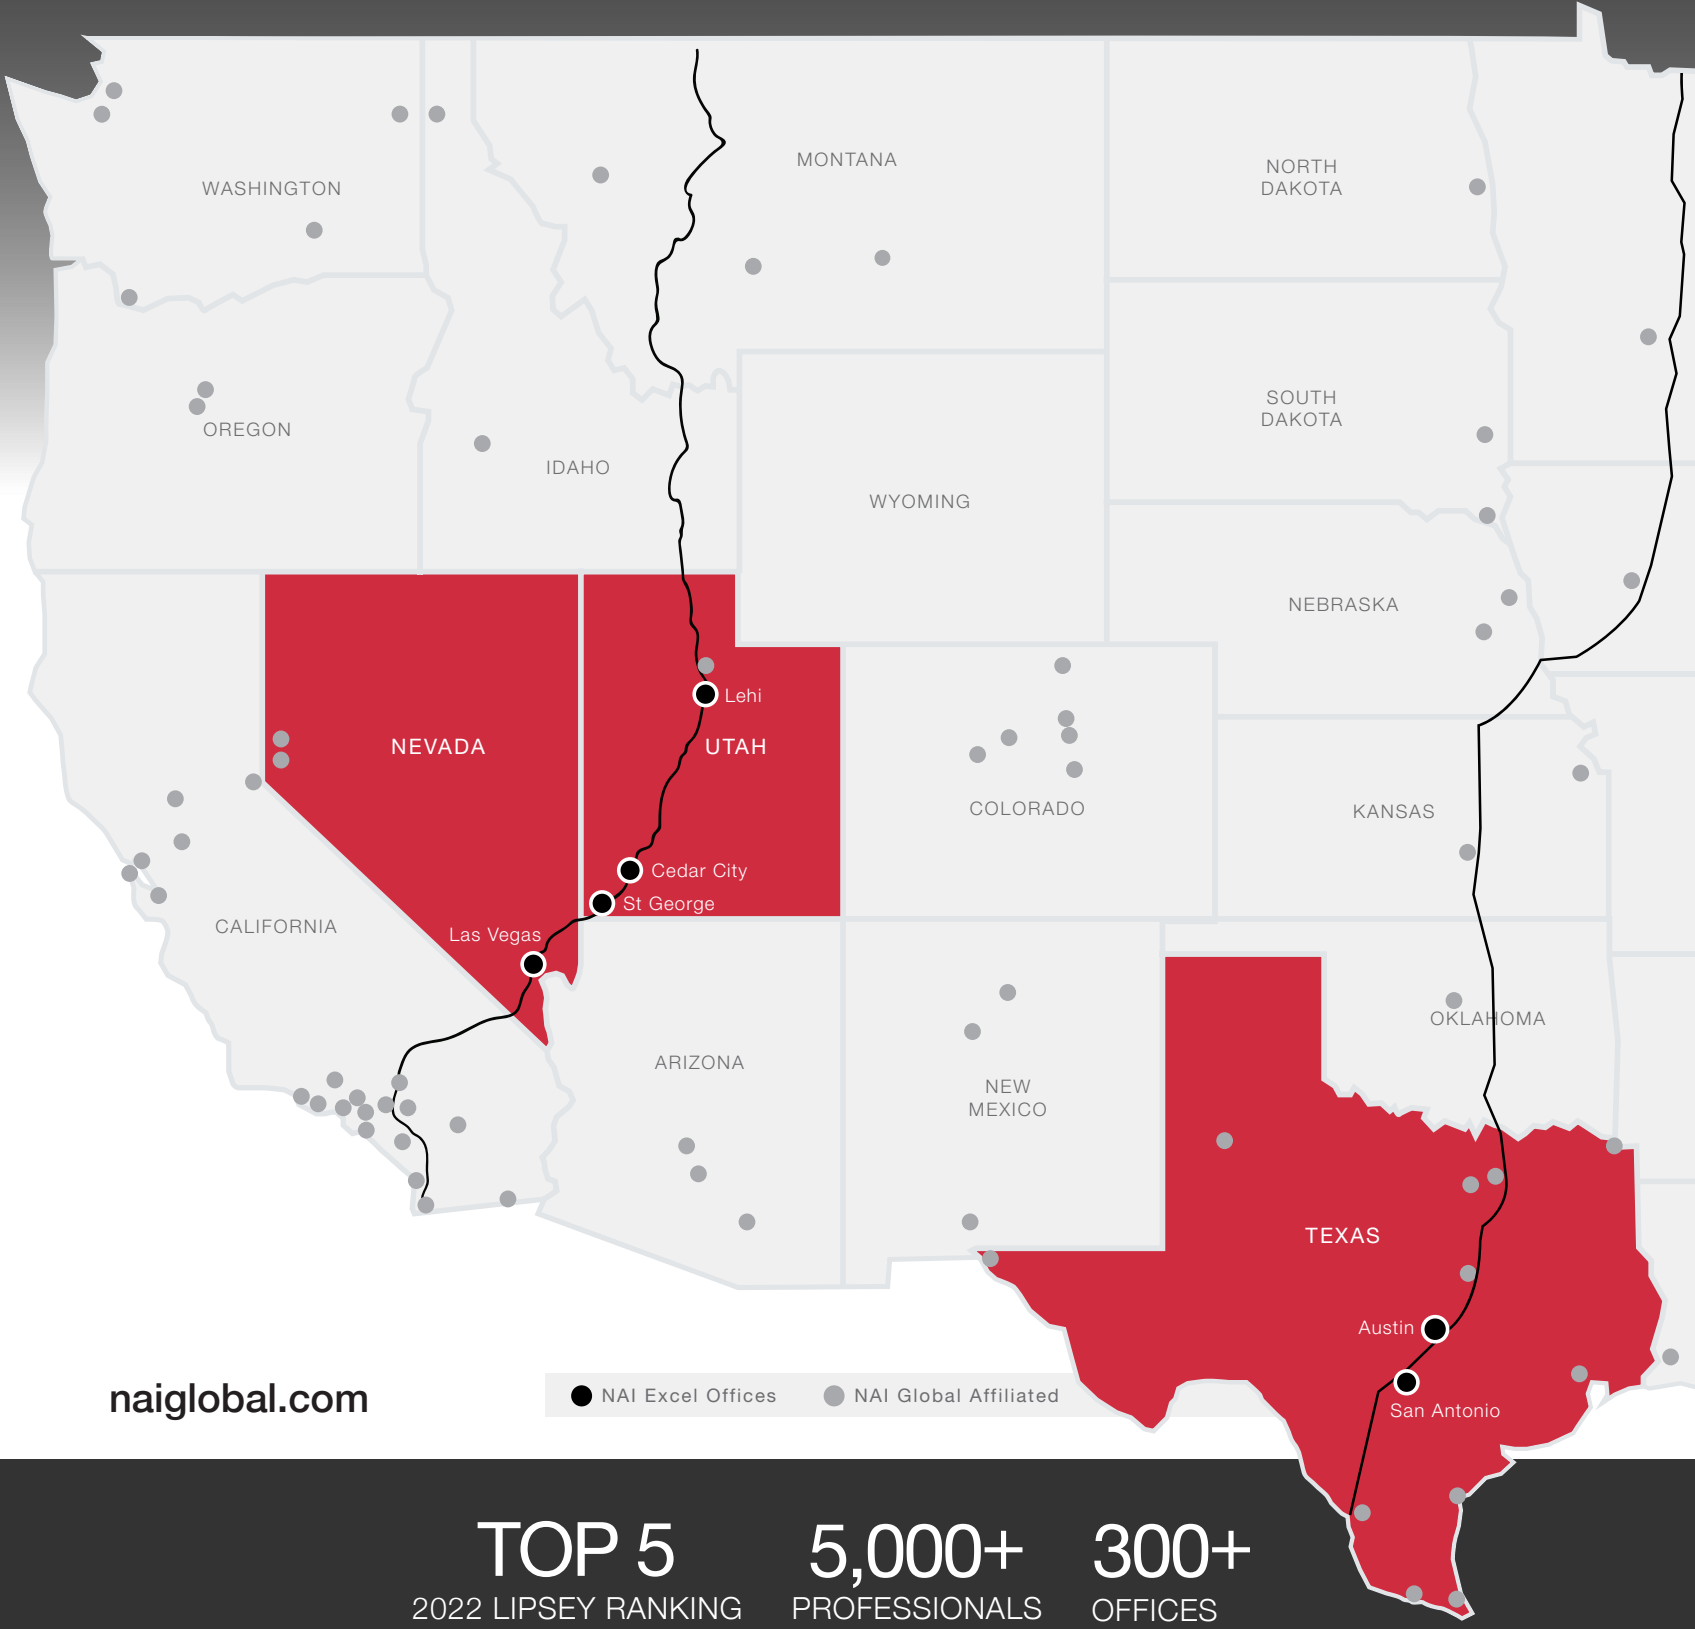 WASHINGTON
MONTANA
NORTH
DAKOTA
OREGON
IDAHO
SOUTH
DAKOTA
WYOMING
NEBRASKA
Lehi
NEVADA
UTAH
COLORADO
KANSAS
Cedar City
St George
CALIFORNIA
Las Vegas
OKLAHOMA
ARIZONA
NEW
MEXICO
TEXAS
Austin
San Antonio
naiglobal.com
NAI Excel Offices
NAI Global Affiliated
TOP 5
2022 LIPSEY RANKING
5,000+
PROFESSIONALS
300+
OFFICES